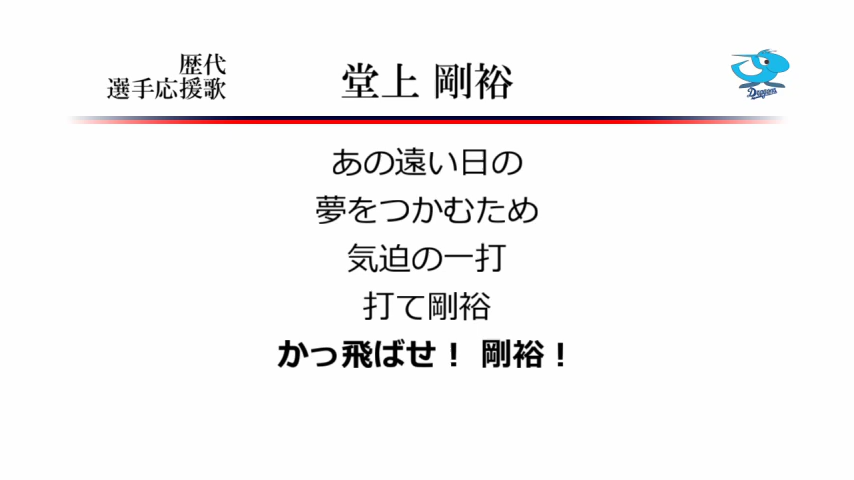 歴代
選手応援歌
堂上 剛裕
Dragons
あの遠い日の
夢をつかむため
気迫の一打
打て剛裕
かっ飛ばせ！ 剛裕！